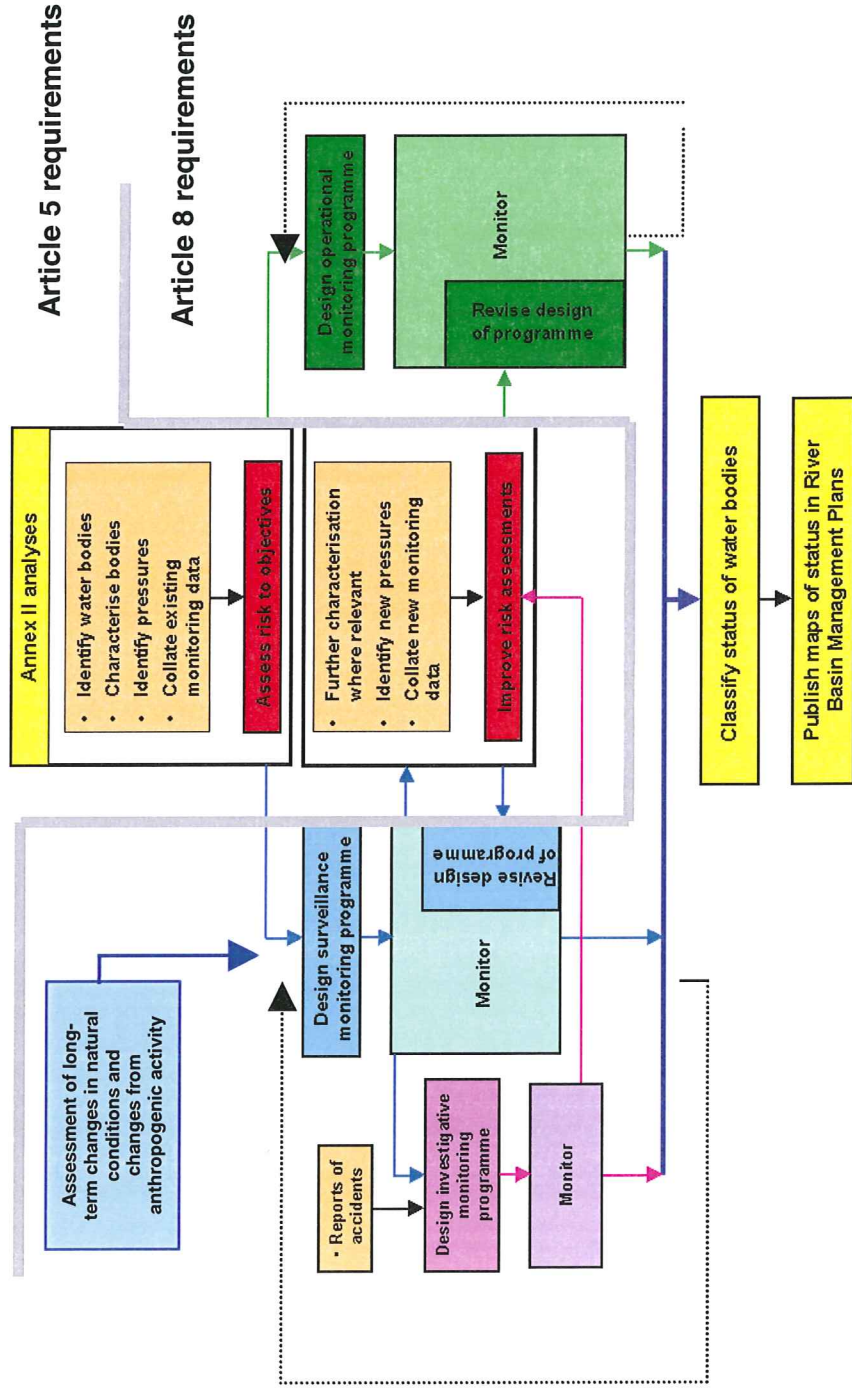 Article 5 requirements
Article 8 requirements
Annex II analyses
• Identify water bodies
• Characterise bodies
• Identify pressures
• Collate existing
monitoring data
Assess risk to objectives
• Further characterisation
where relevant
• Identify new pressures
• Collate new monitoring
data
Improve risk assessments
Assessment of long-
term changes in natural
conditions and
changes from
anthropogenic activity
Design surveillance
monitoring programme
Monitor
Revise design
of programme
• Reports of
accidents
Design investigative
monitoring
programme
Monitor
Design operational
monitoring programme
Monitor
Revise design
of programme
Classify status of water bodies
Publish maps of status in River
Basin Management Plans